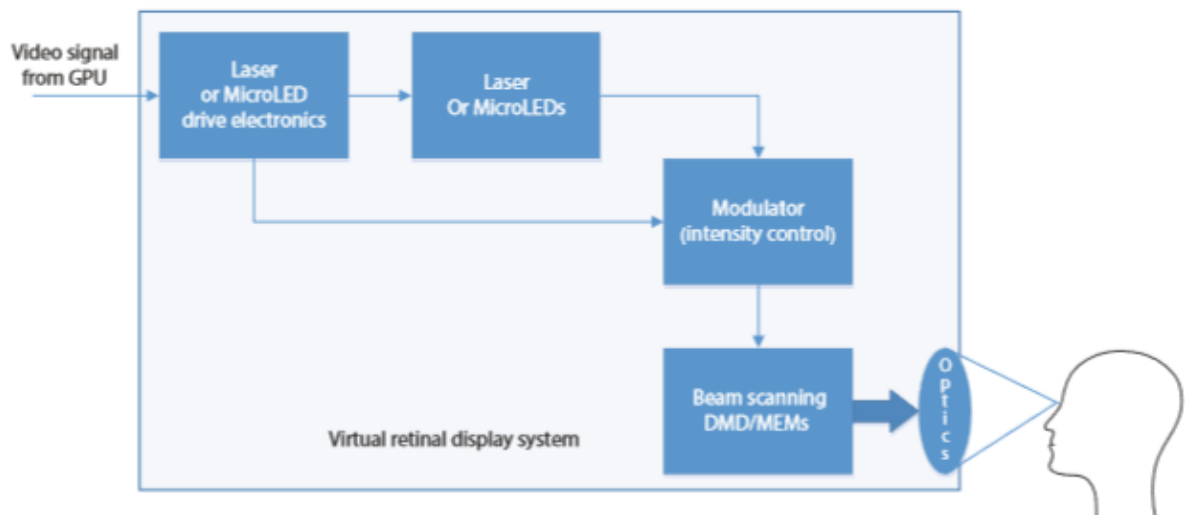 Video signal
from GPU
Laser
or MicroLED
drive electronics
Laser
Or MicroLEDs
Modulator
(intensity control)
Beam scanning
DMD/MEMs
Optics
Virtual retinal display system